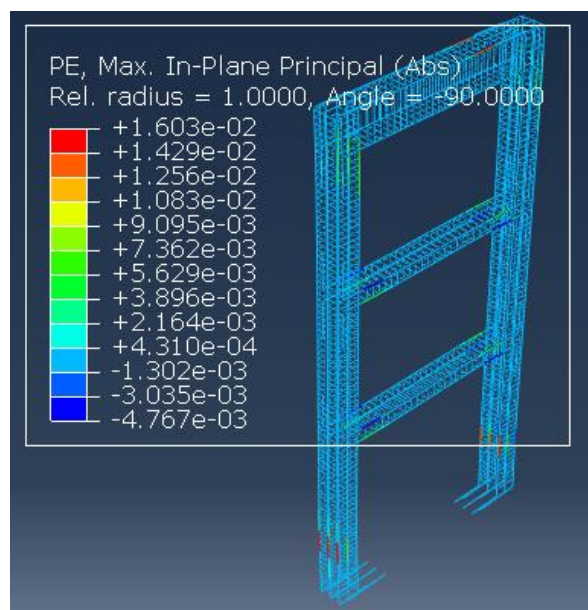 PE, Max. In-Plane Principal (Abs)
Rel. radius = 1.0000, Angle = -90.0000
+1.603e-02
+1.429e-02
+1.256e-02
+1.083e-02
+9.095e-03
+7.362e-03
+5.629e-03
+3.896e-03
+2.164e-03
+4.310e-04
-1.302e-03
-3.035e-03
-4.767e-03